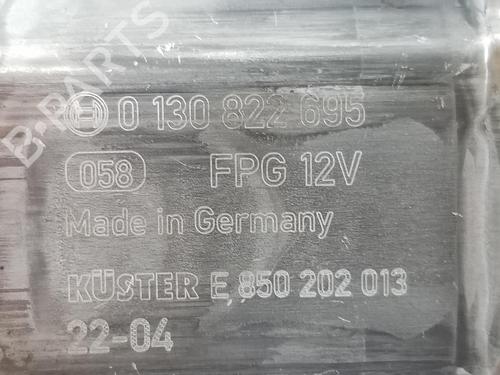 0 130 822 695
058 FPG 12V
Made in Germany
KÜSTER E 850 202 013
22-04
B-PARTS